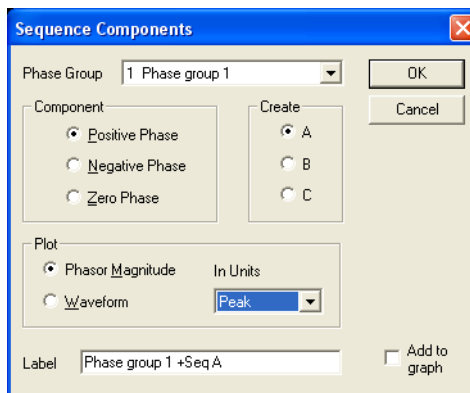 Sequence Components
Phase Group 1 Phase group 1 OK
Cancel
Component
Positive Phase
Negative Phase
Zero Phase
Create
A
B
C
Plot
Phasor Magnitude In Units
Waveform Peak
Label Phase group 1 +Seq A
Add to
graph